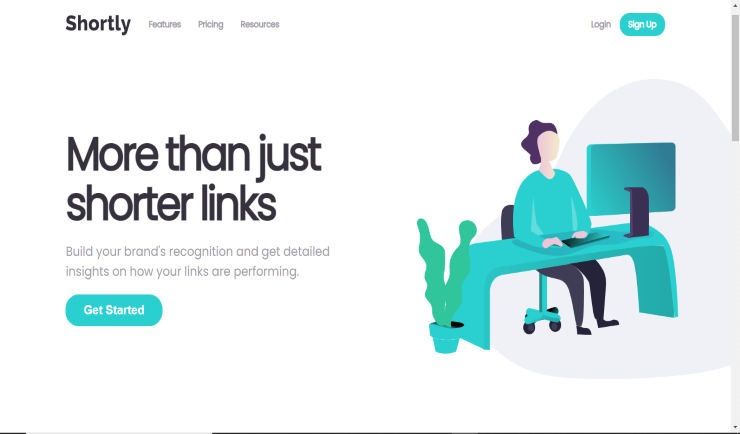 Shortly Features Pricing Resources Login Sign Up
More than just
shorter links
Build your brand's recognition and get detailed
insights on how your links are performing.
Get Started